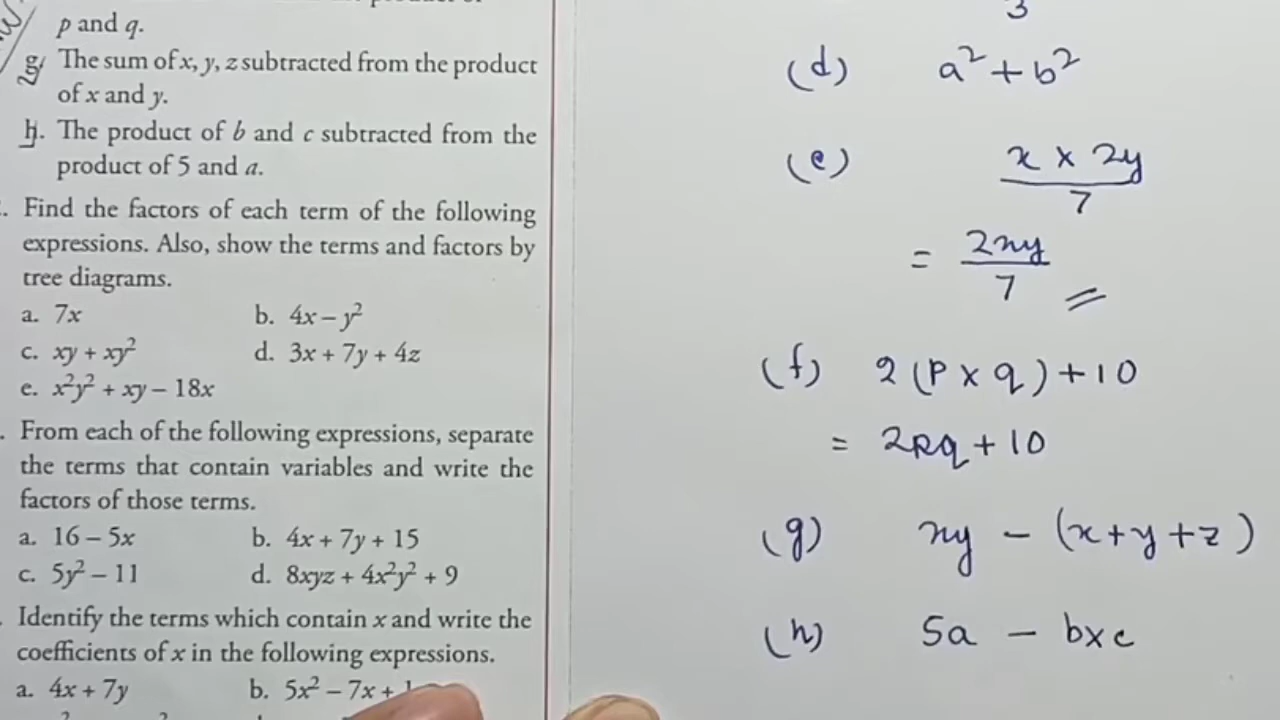 p and q.
g. The sum of x, y, z subtracted from the product
of x and y.
h. The product of b and c subtracted from the
product of 5 and a.
. Find the factors of each term of the following
expressions. Also, show the terms and factors by
tree diagrams.
a. 7x b. 4x – y²
c. xy + xy² d. 3x + 7y + 4z
e. x²y² + xy – 18x
. From each of the following expressions, separate
the terms that contain variables and write the
factors of those terms.
a. 16 – 5x b. 4x + 7y + 15
c. 5y² – 11 d. 8xyz + 4x²y² + 9
. Identify the terms which contain x and write the
coefficients of x in the following expressions.
a. 4x + 7y b. 5x² – 7x +
3
(d) a² + b²
(e) x × 2y
7
= 2xy
7
(f) 2 (p × q) + 10
= 2pq + 10
(g) xy – (x + y + z)
(h) 5a – b×c